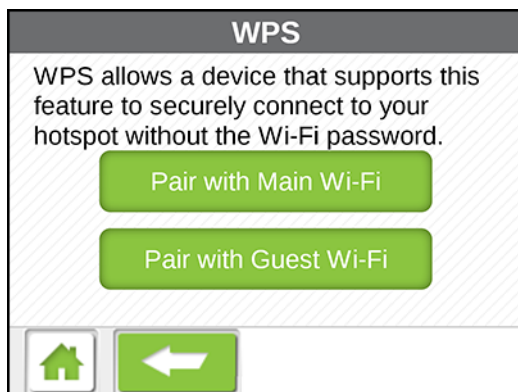 WPS
WPS allows a device that supports this
feature to securely connect to your
hotspot without the Wi-Fi password.
Pair with Main Wi-Fi
Pair with Guest Wi-Fi